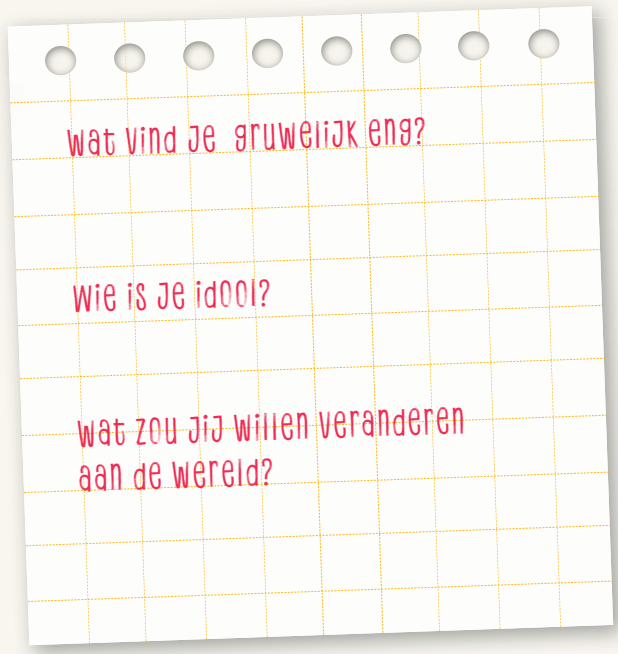 Wat vind je gruwelijk eng?
Wie is je idool?
Wat zou jij willen veranderen
aan de wereld?